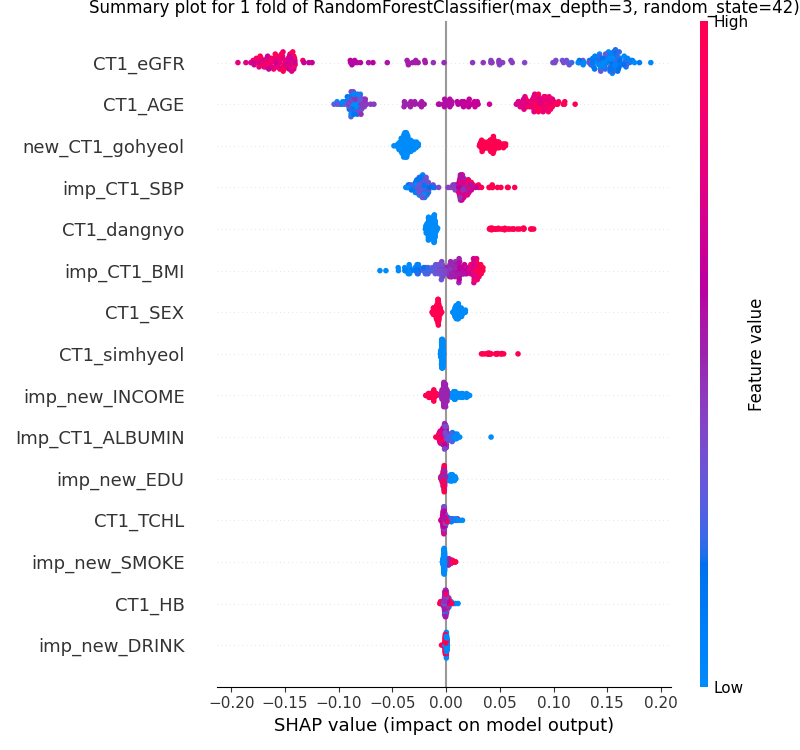 Summary plot for 1 fold of RandomForestClassifier(max_depth=3, random_state=42)
High
CT1_eGFR
CT1_AGE
new_CT1_gohyeol
imp_CT1_SBP
CT1_dangnyo
imp_CT1_BMI
CT1_SEX
CT1_simhyeol
imp_new_INCOME
Imp_CT1_ALBUMIN
imp_new_EDU
CT1_TCHL
imp_new_SMOKE
CT1_HB
imp_new_DRINK
Feature value
Low
−0.20 −0.15 −0.10 −0.05 0.00 0.05 0.10 0.15 0.20
SHAP value (impact on model output)